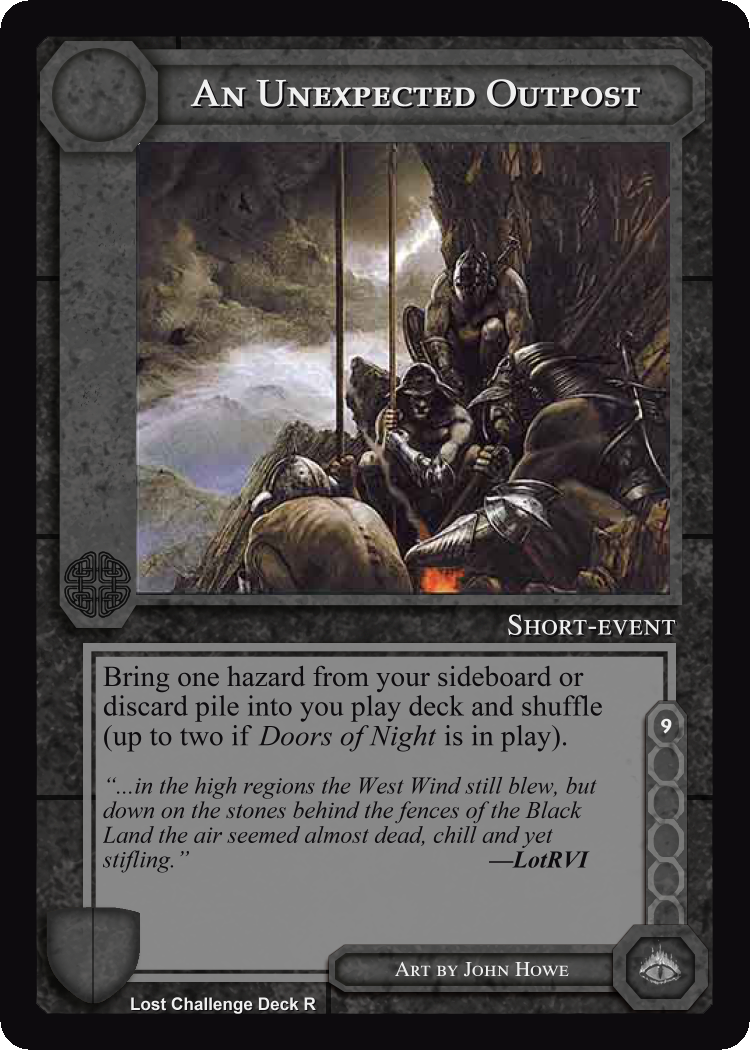 An Unexpected Outpost
Short-event
Bring one hazard from your sideboard or
discard pile into you play deck and shuffle
(up to two if Doors of Night is in play).
9
“...in the high regions the West Wind still blew, but
down on the stones behind the fences of the Black
Land the air seemed almost dead, chill and yet
stifling.” —LotRVI
Art by John Howe
Lost Challenge Deck R